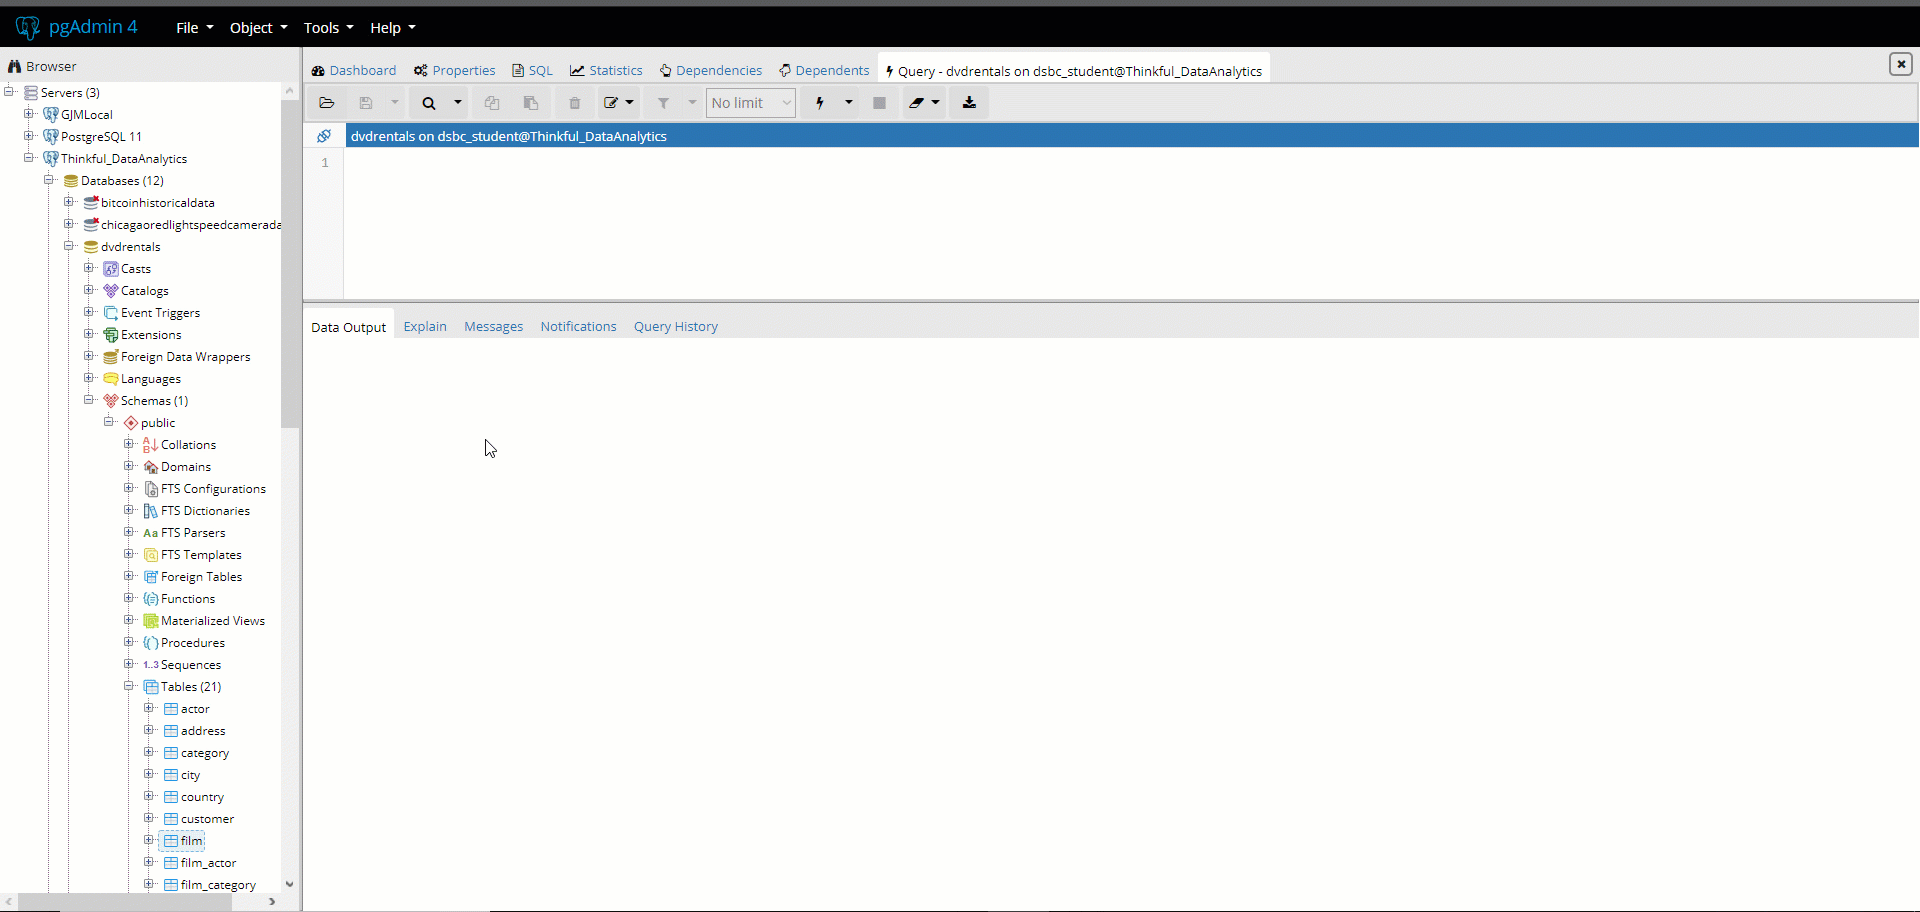 pgAdmin 4
File Object Tools Help
Browser
Servers (3)
GJMLocal
PostgreSQL 11
Thinkful_DataAnalytics
Databases (12)
bitcoinhistoricaldata
chicagaoredlightspeedcamerada
dvdrentals
Casts
Catalogs
Event Triggers
Extensions
Foreign Data Wrappers
Languages
Schemas (1)
public
Collations
Domains
FTS Configurations
FTS Dictionaries
Aa FTS Parsers
FTS Templates
Foreign Tables
Functions
Materialized Views
Procedures
1..3 Sequences
Tables (21)
actor
address
category
city
country
customer
film
film_actor
film_category
Dashboard Properties SQL Statistics Dependencies Dependents Query - dvdrentals on dsbc_student@Thinkful_DataAnalytics
No limit
dvdrentals on dsbc_student@Thinkful_DataAnalytics
1
Data Output Explain Messages Notifications Query History